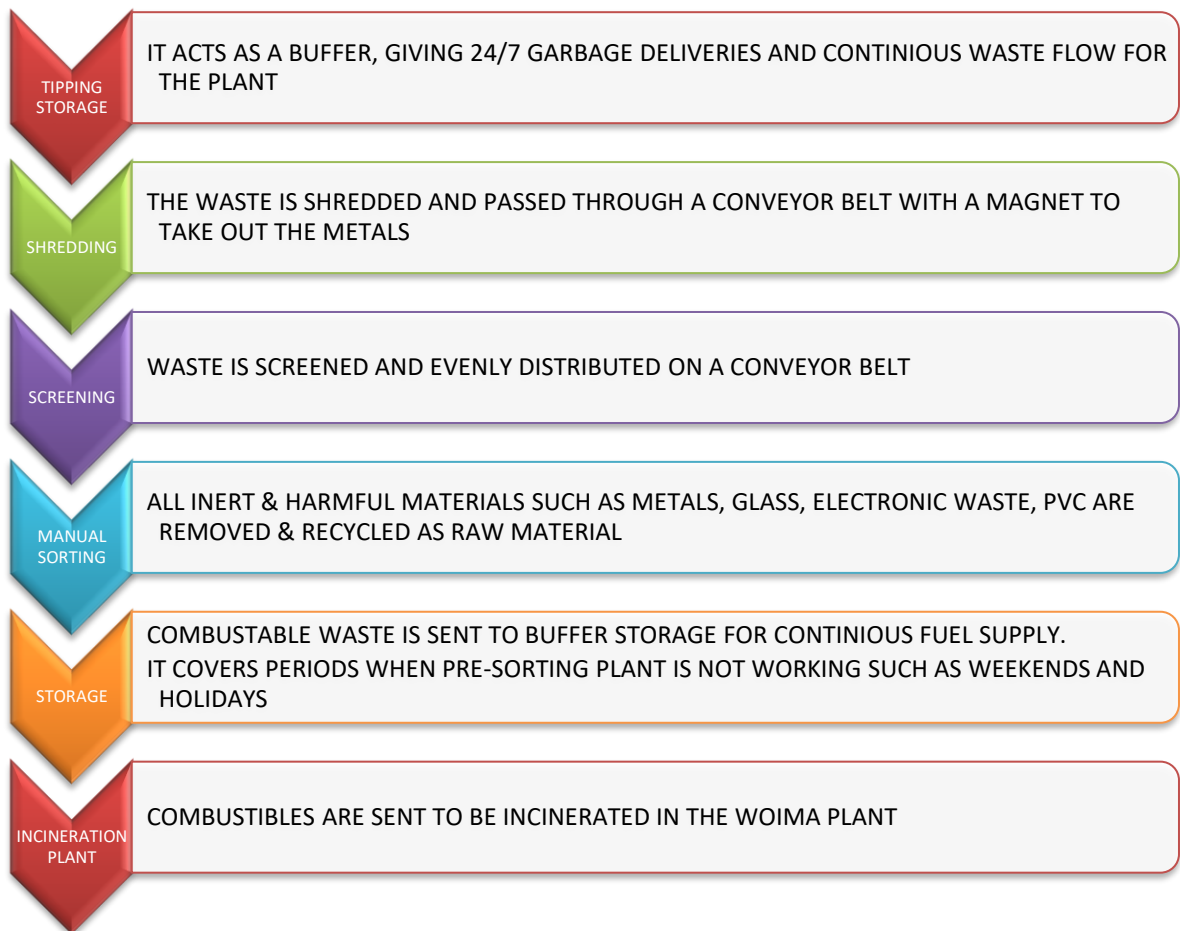 TIPPING
STORAGE
IT ACTS AS A BUFFER, GIVING 24/7 GARBAGE DELIVERIES AND CONTINIOUS WASTE FLOW FOR
THE PLANT
SHREDDING
THE WASTE IS SHREDDED AND PASSED THROUGH A CONVEYOR BELT WITH A MAGNET TO
TAKE OUT THE METALS
SCREENING
WASTE IS SCREENED AND EVENLY DISTRIBUTED ON A CONVEYOR BELT
MANUAL
SORTING
ALL INERT & HARMFUL MATERIALS SUCH AS METALS, GLASS, ELECTRONIC WASTE, PVC ARE
REMOVED & RECYCLED AS RAW MATERIAL
STORAGE
COMBUSTABLE WASTE IS SENT TO BUFFER STORAGE FOR CONTINIOUS FUEL SUPPLY.
IT COVERS PERIODS WHEN PRE-SORTING PLANT IS NOT WORKING SUCH AS WEEKENDS AND
HOLIDAYS
INCINERATION
PLANT
COMBUSTIBLES ARE SENT TO BE INCINERATED IN THE WOIMA PLANT